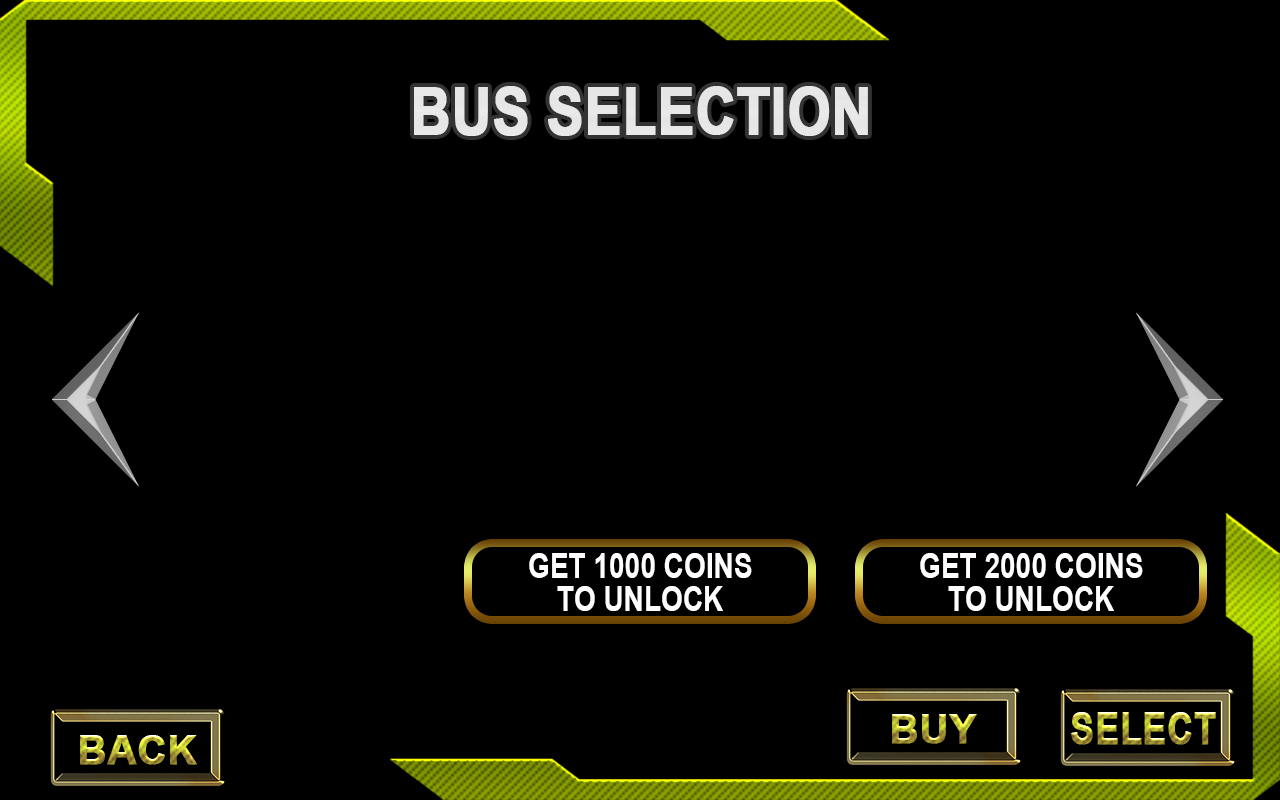 BUS SELECTION
GET 1000 COINS
TO UNLOCK
GET 2000 COINS
TO UNLOCK
BACK
BUY
SELECT